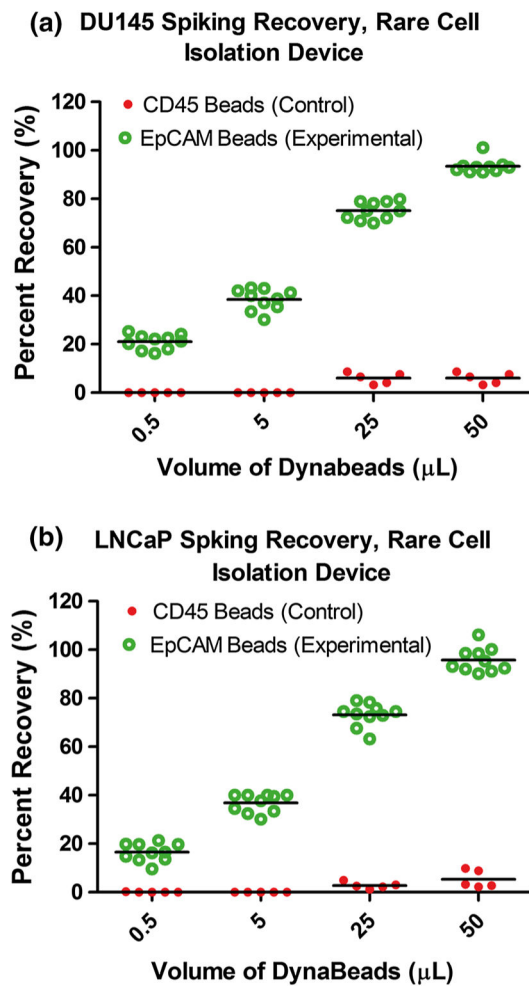 (a) DU145 Spiking Recovery, Rare Cell
Isolation Device
120
100
80
60
40
20
0
Percent Recovery (%)
CD45 Beads (Control)
EpCAM Beads (Experimental)
0.5
5
25
50
Volume of Dynabeads (μL)
(b) LNCaP Spking Recovery, Rare Cell
Isolation Device
120
100
80
60
40
20
0
Percent Recovery (%)
CD45 Beads (Control)
EpCAM Beads (Experimental)
0.5
5
25
50
Volume of DynaBeads (μL)